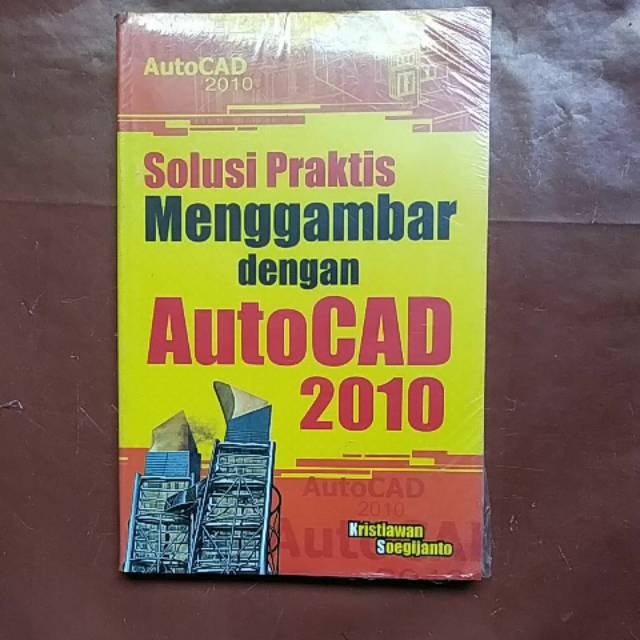 AutoCAD
2010
Solusi Praktis
Menggambar
dengan
AutoCAD
2010
AutoCAD
2010
Kristiawan
Soegijanto